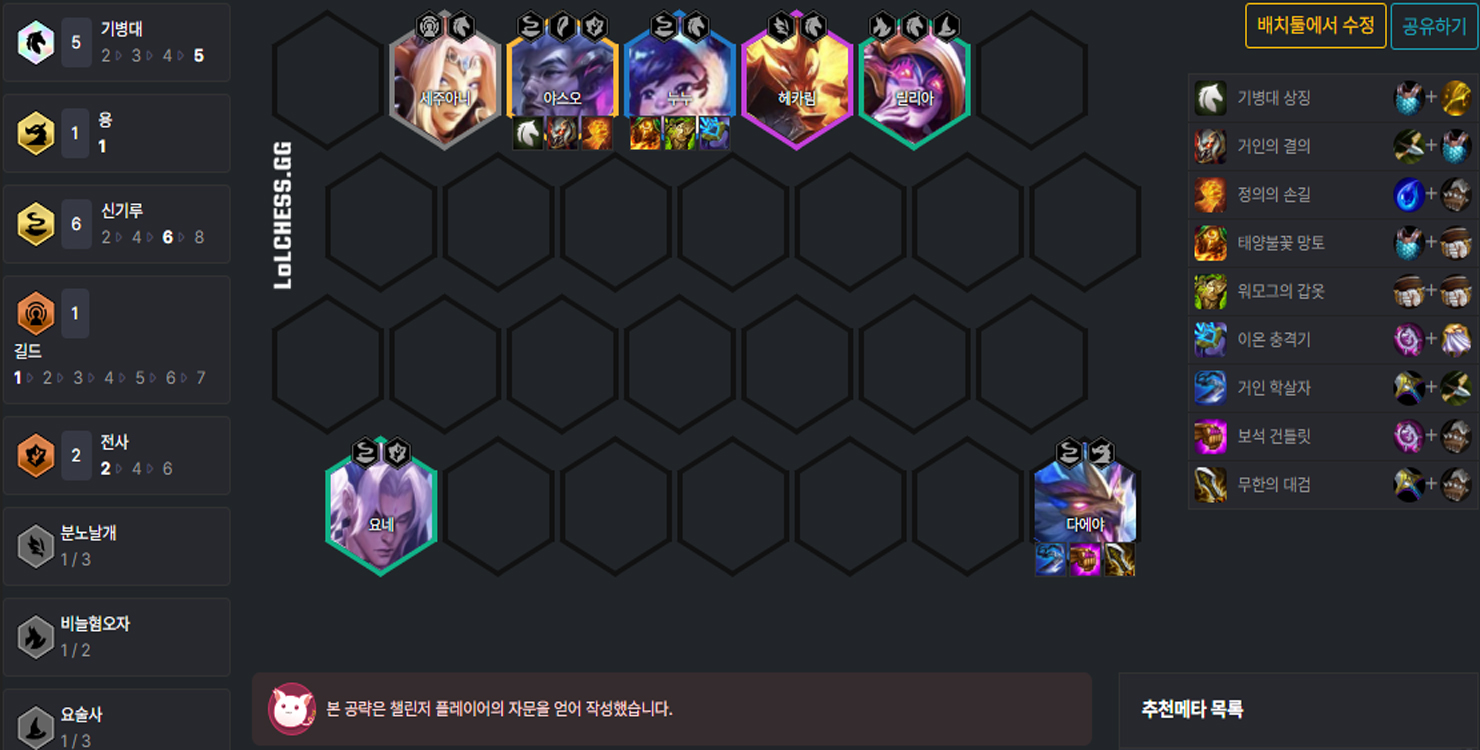 기병대
5
2 3 4 5
용
1
1
신기루
6
2 4 6 8
1
길드
1 2 3 4 5 6 7
전사
2
2 4 6
분노날개
1 / 3
비늘혐오자
1 / 2
요술사
1 / 3
LoLCHESS.GG
세주아니
야스오
누누
헤카림
릴리아
요네
다에야
본 공략은 챌린저 플레이어의 자문을 얻어 작성했습니다.
배치툴에서 수정
공유하기
기병대 상징
+
거인의 결의
+
정의의 손길
+
태양불꽃 망토
+
워모그의 갑옷
+
이온 충격기
+
거인 학살자
+
보석 건틀릿
+
무한의 대검
+
추천메타 목록